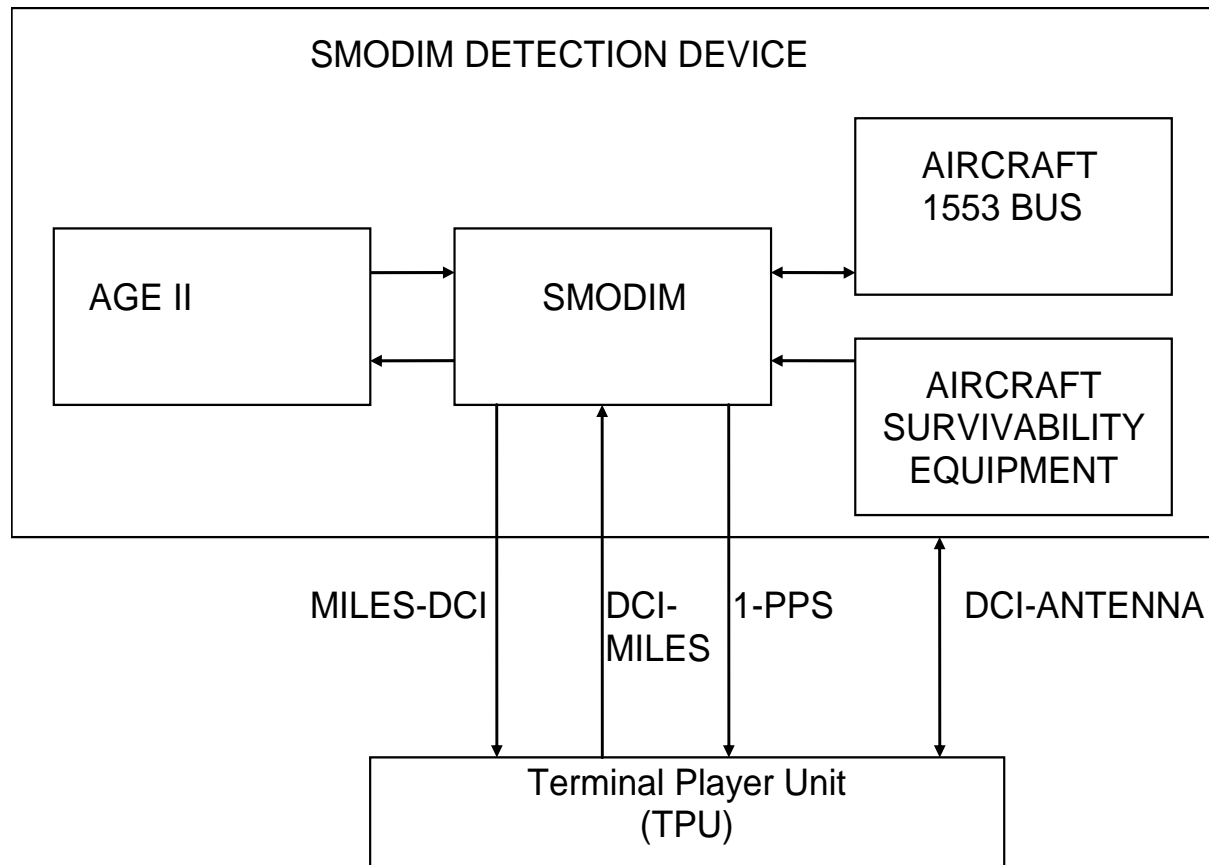 SMODIM DETECTION DEVICE
AIRCRAFT
1553 BUS
AGE II
SMODIM
AIRCRAFT
SURVIVABILITY
EQUIPMENT
MILES-DCI
DCI-
MILES
1-PPS
DCI-ANTENNA
Terminal Player Unit
(TPU)